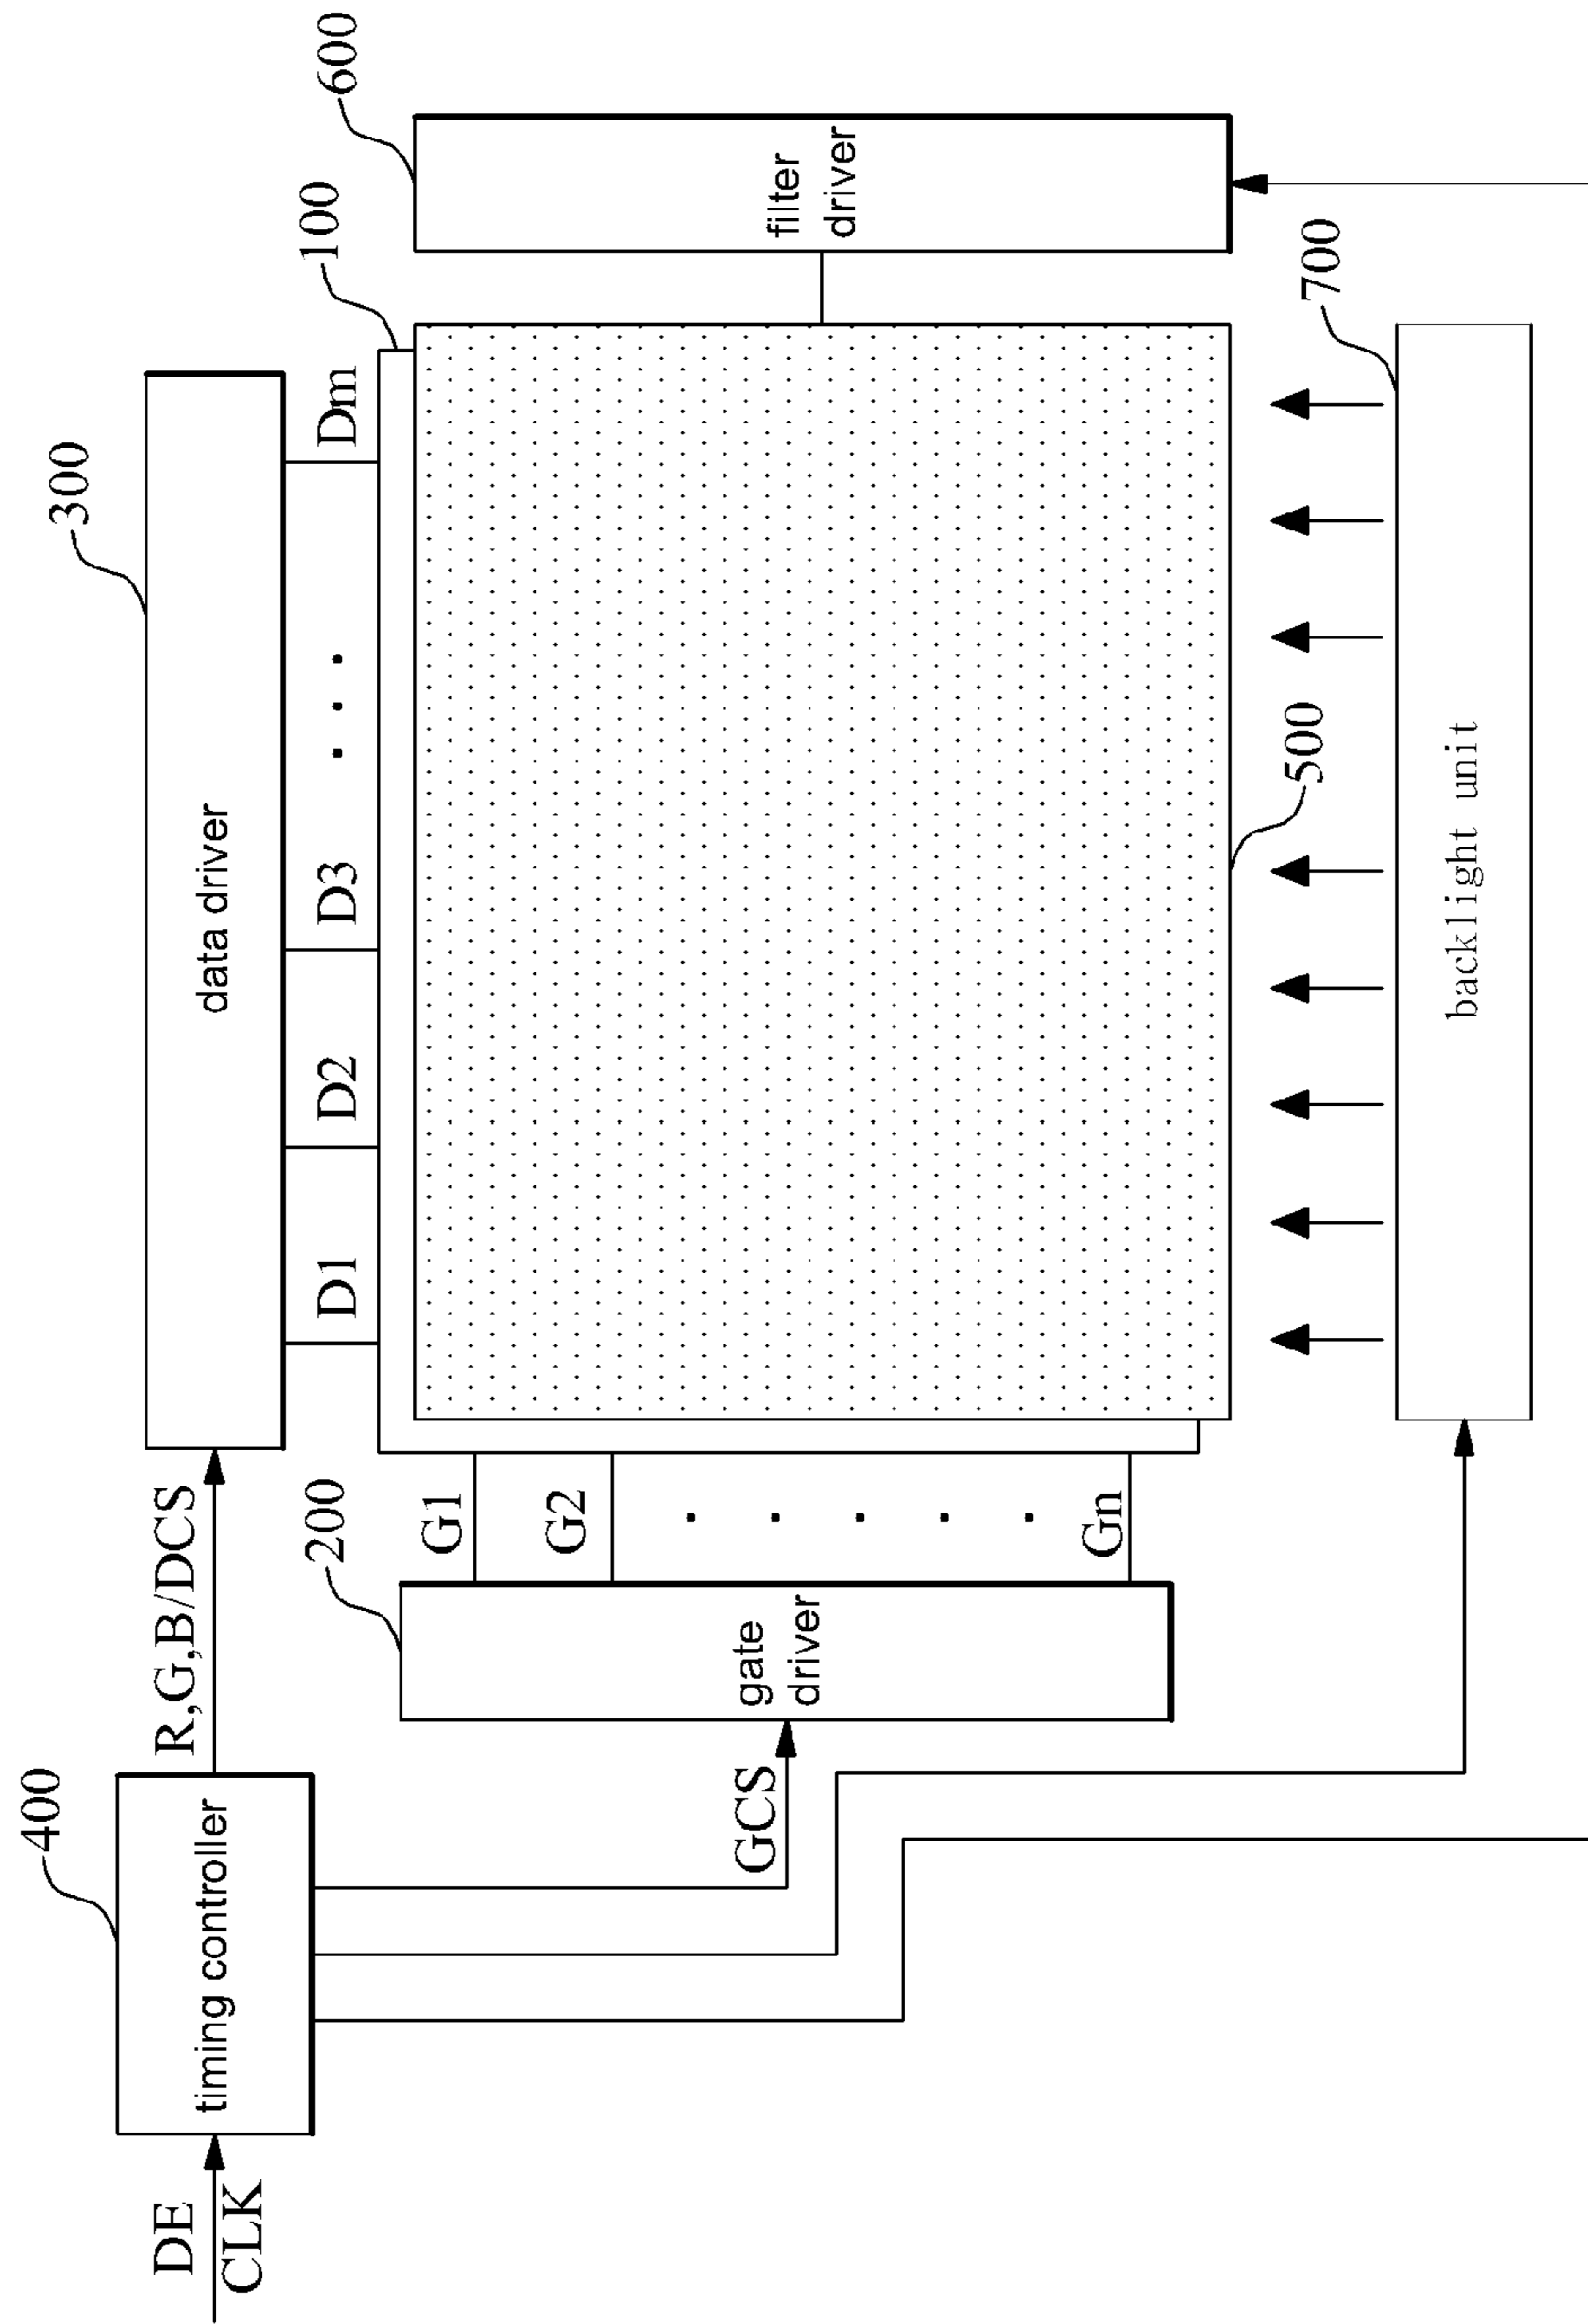 300
400
data driver
DE
CLK
timing controller
R,G,B/DCS
D1
D2
D3
. . .
Dm
100
600
200
G1
G2
. . . . .
Gn
GCS
gate
driver
filter
driver
500
700
backlight unit